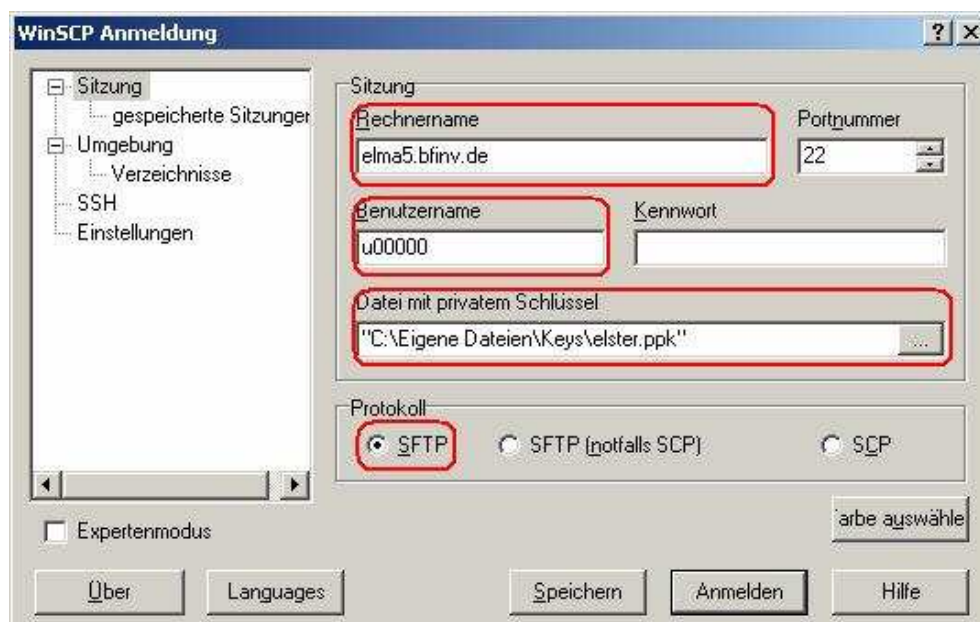 WinSCP Anmeldung
Sitzung
gespeicherte Sitzunger
Umgebung
Verzeichnisse
SSH
Einstellungen
Expertenmodus
Sitzung
Rechnername
Portnummer
elma5.bfinv.de
22
Benutzername
Kennwort
u00000
Datei mit privatem Schlüssel
"C:\Eigene Dateien\Keys\elster.ppk"
...
Protokoll
SFTP
SFTP (notfalls SCP)
SCP
arbe auswähle
Über
Languages
Speichern
Anmelden
Hilfe